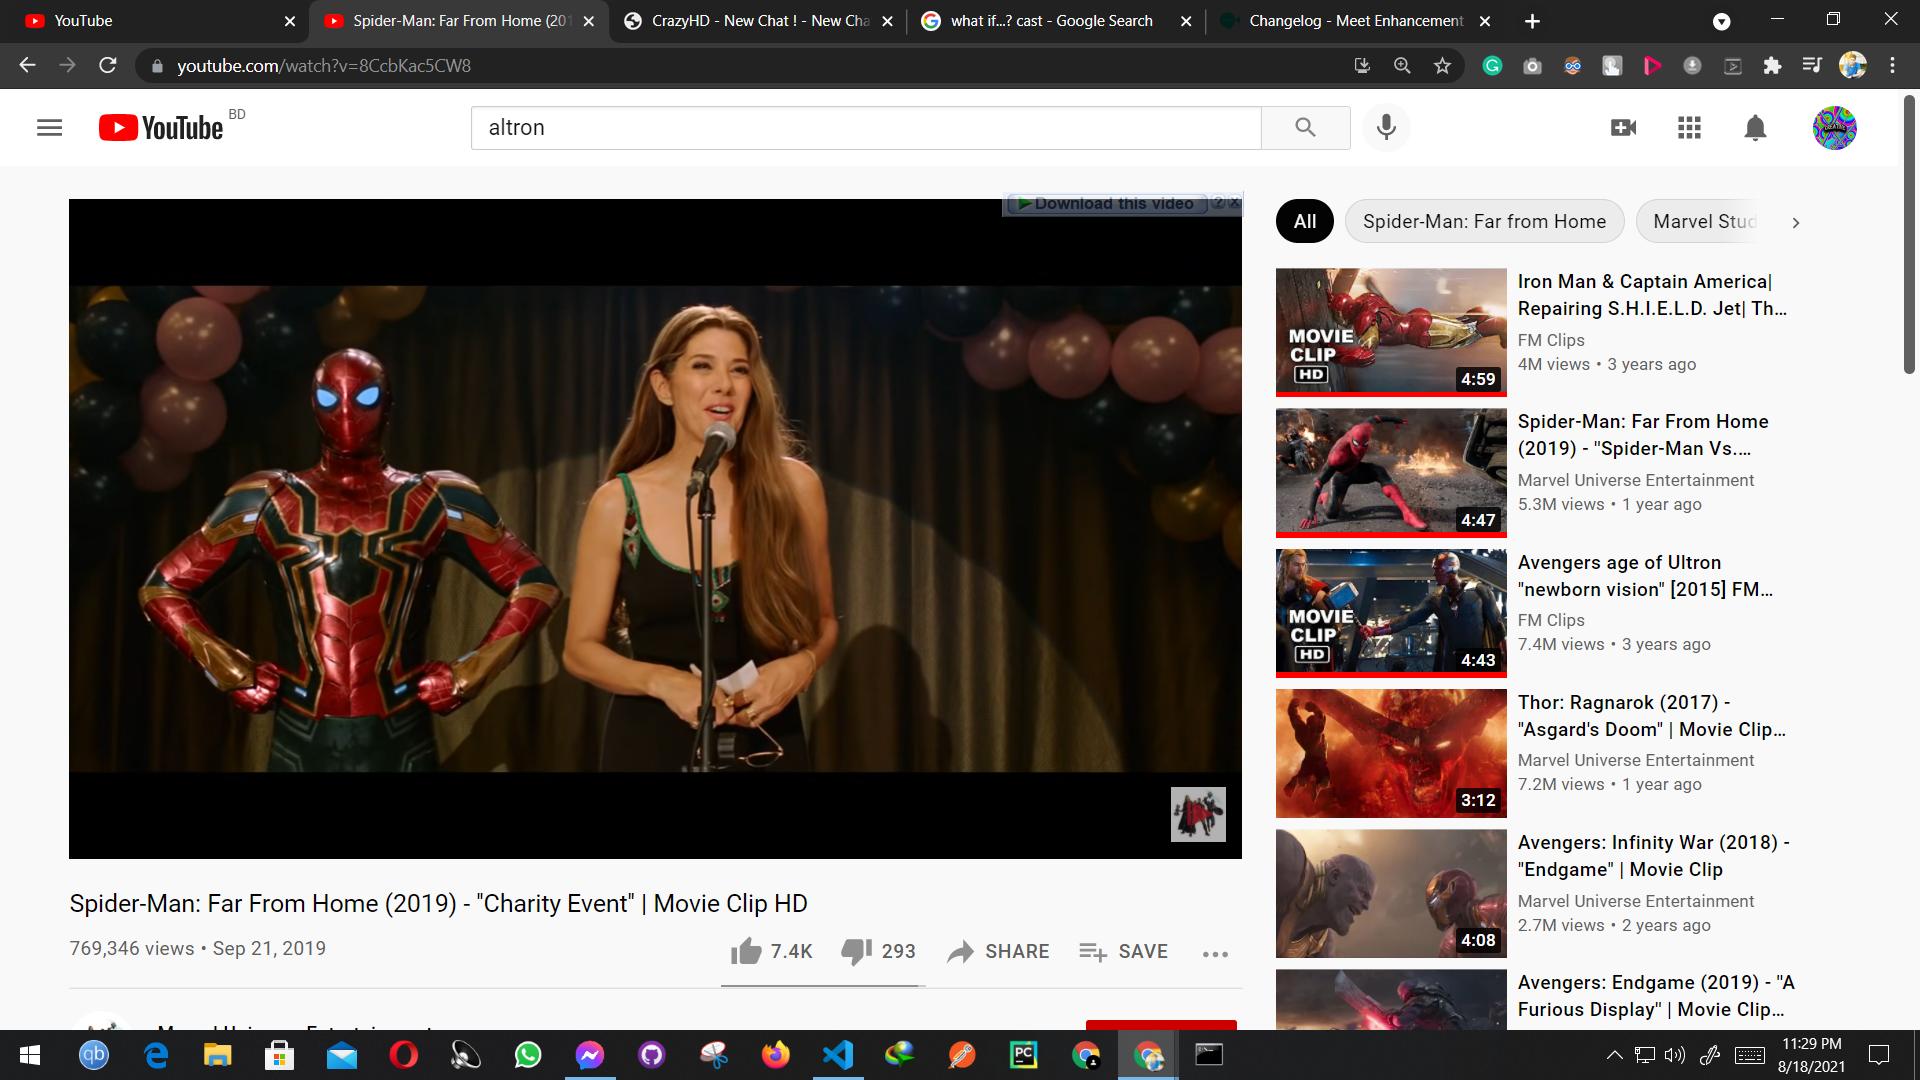 YouTube
Spider-Man: Far From Home (201
CrazyHD - New Chat ! - New Cha
what if...? cast - Google Search
Changelog - Meet Enhancement
youtube.com/watch?v=8CcbKac5CW8
YouTube BD
altron
Download this video
All
Spider-Man: Far from Home
Marvel Stud
MOVIE
CLIP
HD
4:59
Iron Man & Captain America|
Repairing S.H.I.E.L.D. Jet| Th...
FM Clips
4M views • 3 years ago
4:47
Spider-Man: Far From Home
(2019) - "Spider-Man Vs....
Marvel Universe Entertainment
5.3M views • 1 year ago
MOVIE
CLIP
HD
4:43
Avengers age of Ultron
"newborn vision" [2015] FM...
FM Clips
7.4M views • 3 years ago
3:12
Thor: Ragnarok (2017) -
"Asgard's Doom" | Movie Clip...
Marvel Universe Entertainment
7.2M views • 1 year ago
4:08
Avengers: Infinity War (2018) -
"Endgame" | Movie Clip
Marvel Universe Entertainment
2.7M views • 2 years ago
Avengers: Endgame (2019) - "A
Furious Display" | Movie Clip...
Spider-Man: Far From Home (2019) - "Charity Event" | Movie Clip HD
769,346 views • Sep 21, 2019
7.4K
293
SHARE
SAVE
qb
PC
11:29 PM
8/18/2021